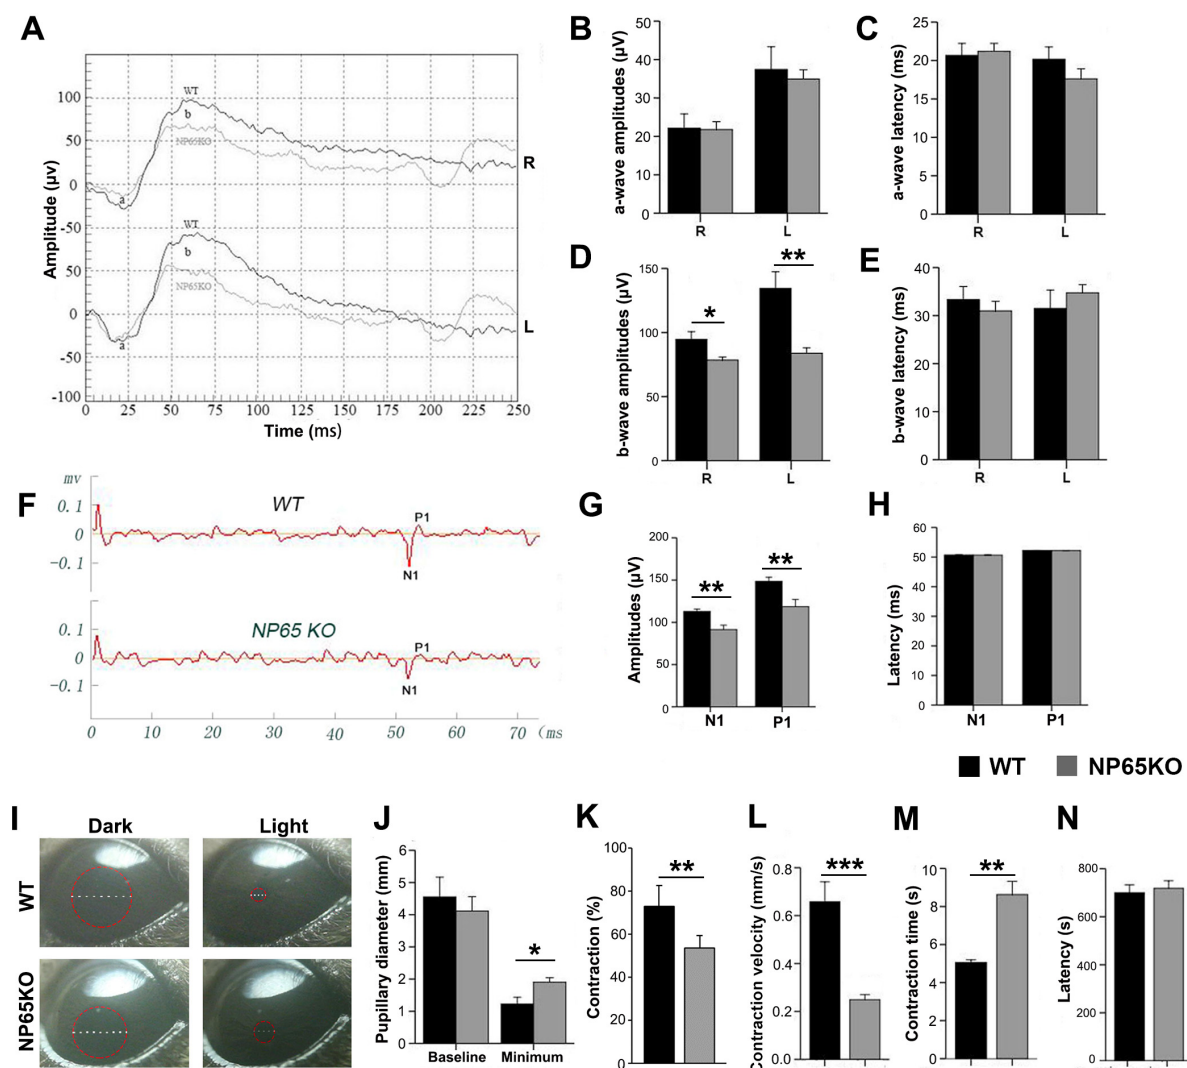 A
Amplitude (μv)
100
50
0
-50
50
0
-50
-100
WT
b
NP65KO
a
R
WT
b
NP65KO
a
L
0 25 50 75 100 125 150 175 200 225 250
Time (ms)
B
a-wave amplitudes (μV)
50
40
30
20
10
0
R L
C
a-wave latency (ms)
25
20
15
10
5
0
R L
D
b-wave amplitudes (μV)
150
100
50
0
* **
R L
E
b-wave latency (ms)
40
30
20
10
0
R L
F
mv
0.1
0
-0.1
WT
P1
N1
0.1
0
-0.1
NP65 KO
P1
N1
0 10 20 30 40 50 60 70 (ms
G
Amplitudes (μV)
200
150
100
50
0
** **
N1 P1
H
Latency (ms)
60
50
40
30
20
10
0
N1 P1
WT NP65KO
I
Dark Light
WT
NP65KO
J
Pupillary diameter (mm)
6
5
4
3
2
1
0
*
Baseline Minimum
K
Contraction (%)
100
80
60
40
20
0
**
L
Contraction velocity (mm/s)
0.8
0.6
0.4
0.2
0.0
***
M
Contraction time (s)
10
8
6
4
2
0
**
N
Latency (s)
800
600
400
200
0